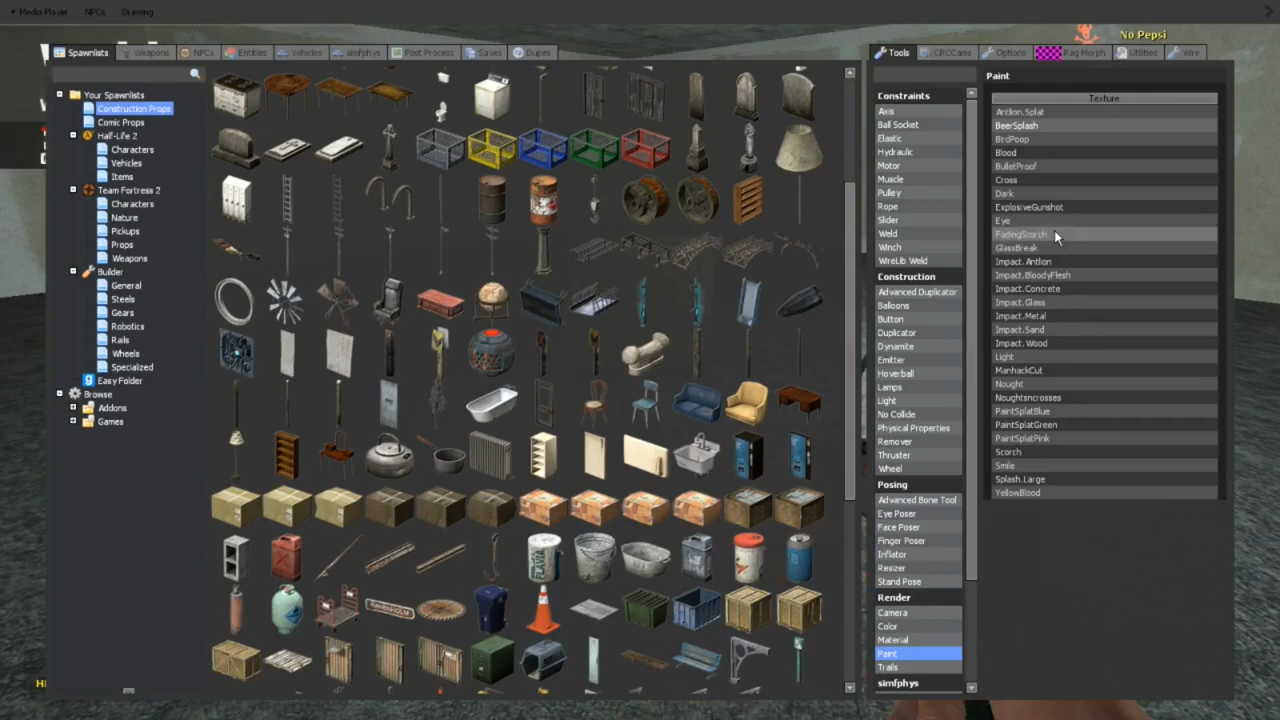 Media Player NPCs Drawing
No Pepsi
Spawnlists Weapons NPCs Entities Vehicles simfphys Post Process Saves Dupes
Tools CRCCams Options Rag Morph Utilities Wire
Your Spawnlists
Construction Props
Comic Props
Half-Life 2
Characters
Vehicles
Items
Team Fortress 2
Characters
Nature
Pickups
Props
Weapons
Builder
General
Steels
Gears
Robotics
Rails
Wheels
Specialized
Easy Folder
Browse
Addons
Games
RAVENHOLM
Constraints
Axis
Ball Socket
Elastic
Hydraulic
Motor
Muscle
Pulley
Rope
Slider
Weld
Winch
WireLib Weld
Construction
Advanced Duplicator
Balloons
Button
Duplicator
Dynamite
Emitter
Hoverball
Lamps
Light
No Collide
Physical Properties
Remover
Thruster
Wheel
Posing
Advanced Bone Tool
Eye Poser
Face Poser
Finger Poser
Inflator
Resizer
Stand Pose
Render
Camera
Color
Material
Paint
Trails
simfphys
Paint
Texture
Antlion.Splat
BeerSplash
BirdPoop
Blood
BulletProof
Cross
Dark
ExplosiveGunshot
Eye
FadingScorch
GlassBreak
Impact.Antlion
Impact.BloodyFlesh
Impact.Concrete
Impact.Glass
Impact.Metal
Impact.Sand
Impact.Wood
Light
ManhackCut
Nought
Noughtsncrosses
PaintSplatBlue
PaintSplatGreen
PaintSplatPink
Scorch
Smile
Splash.Large
YellowBlood